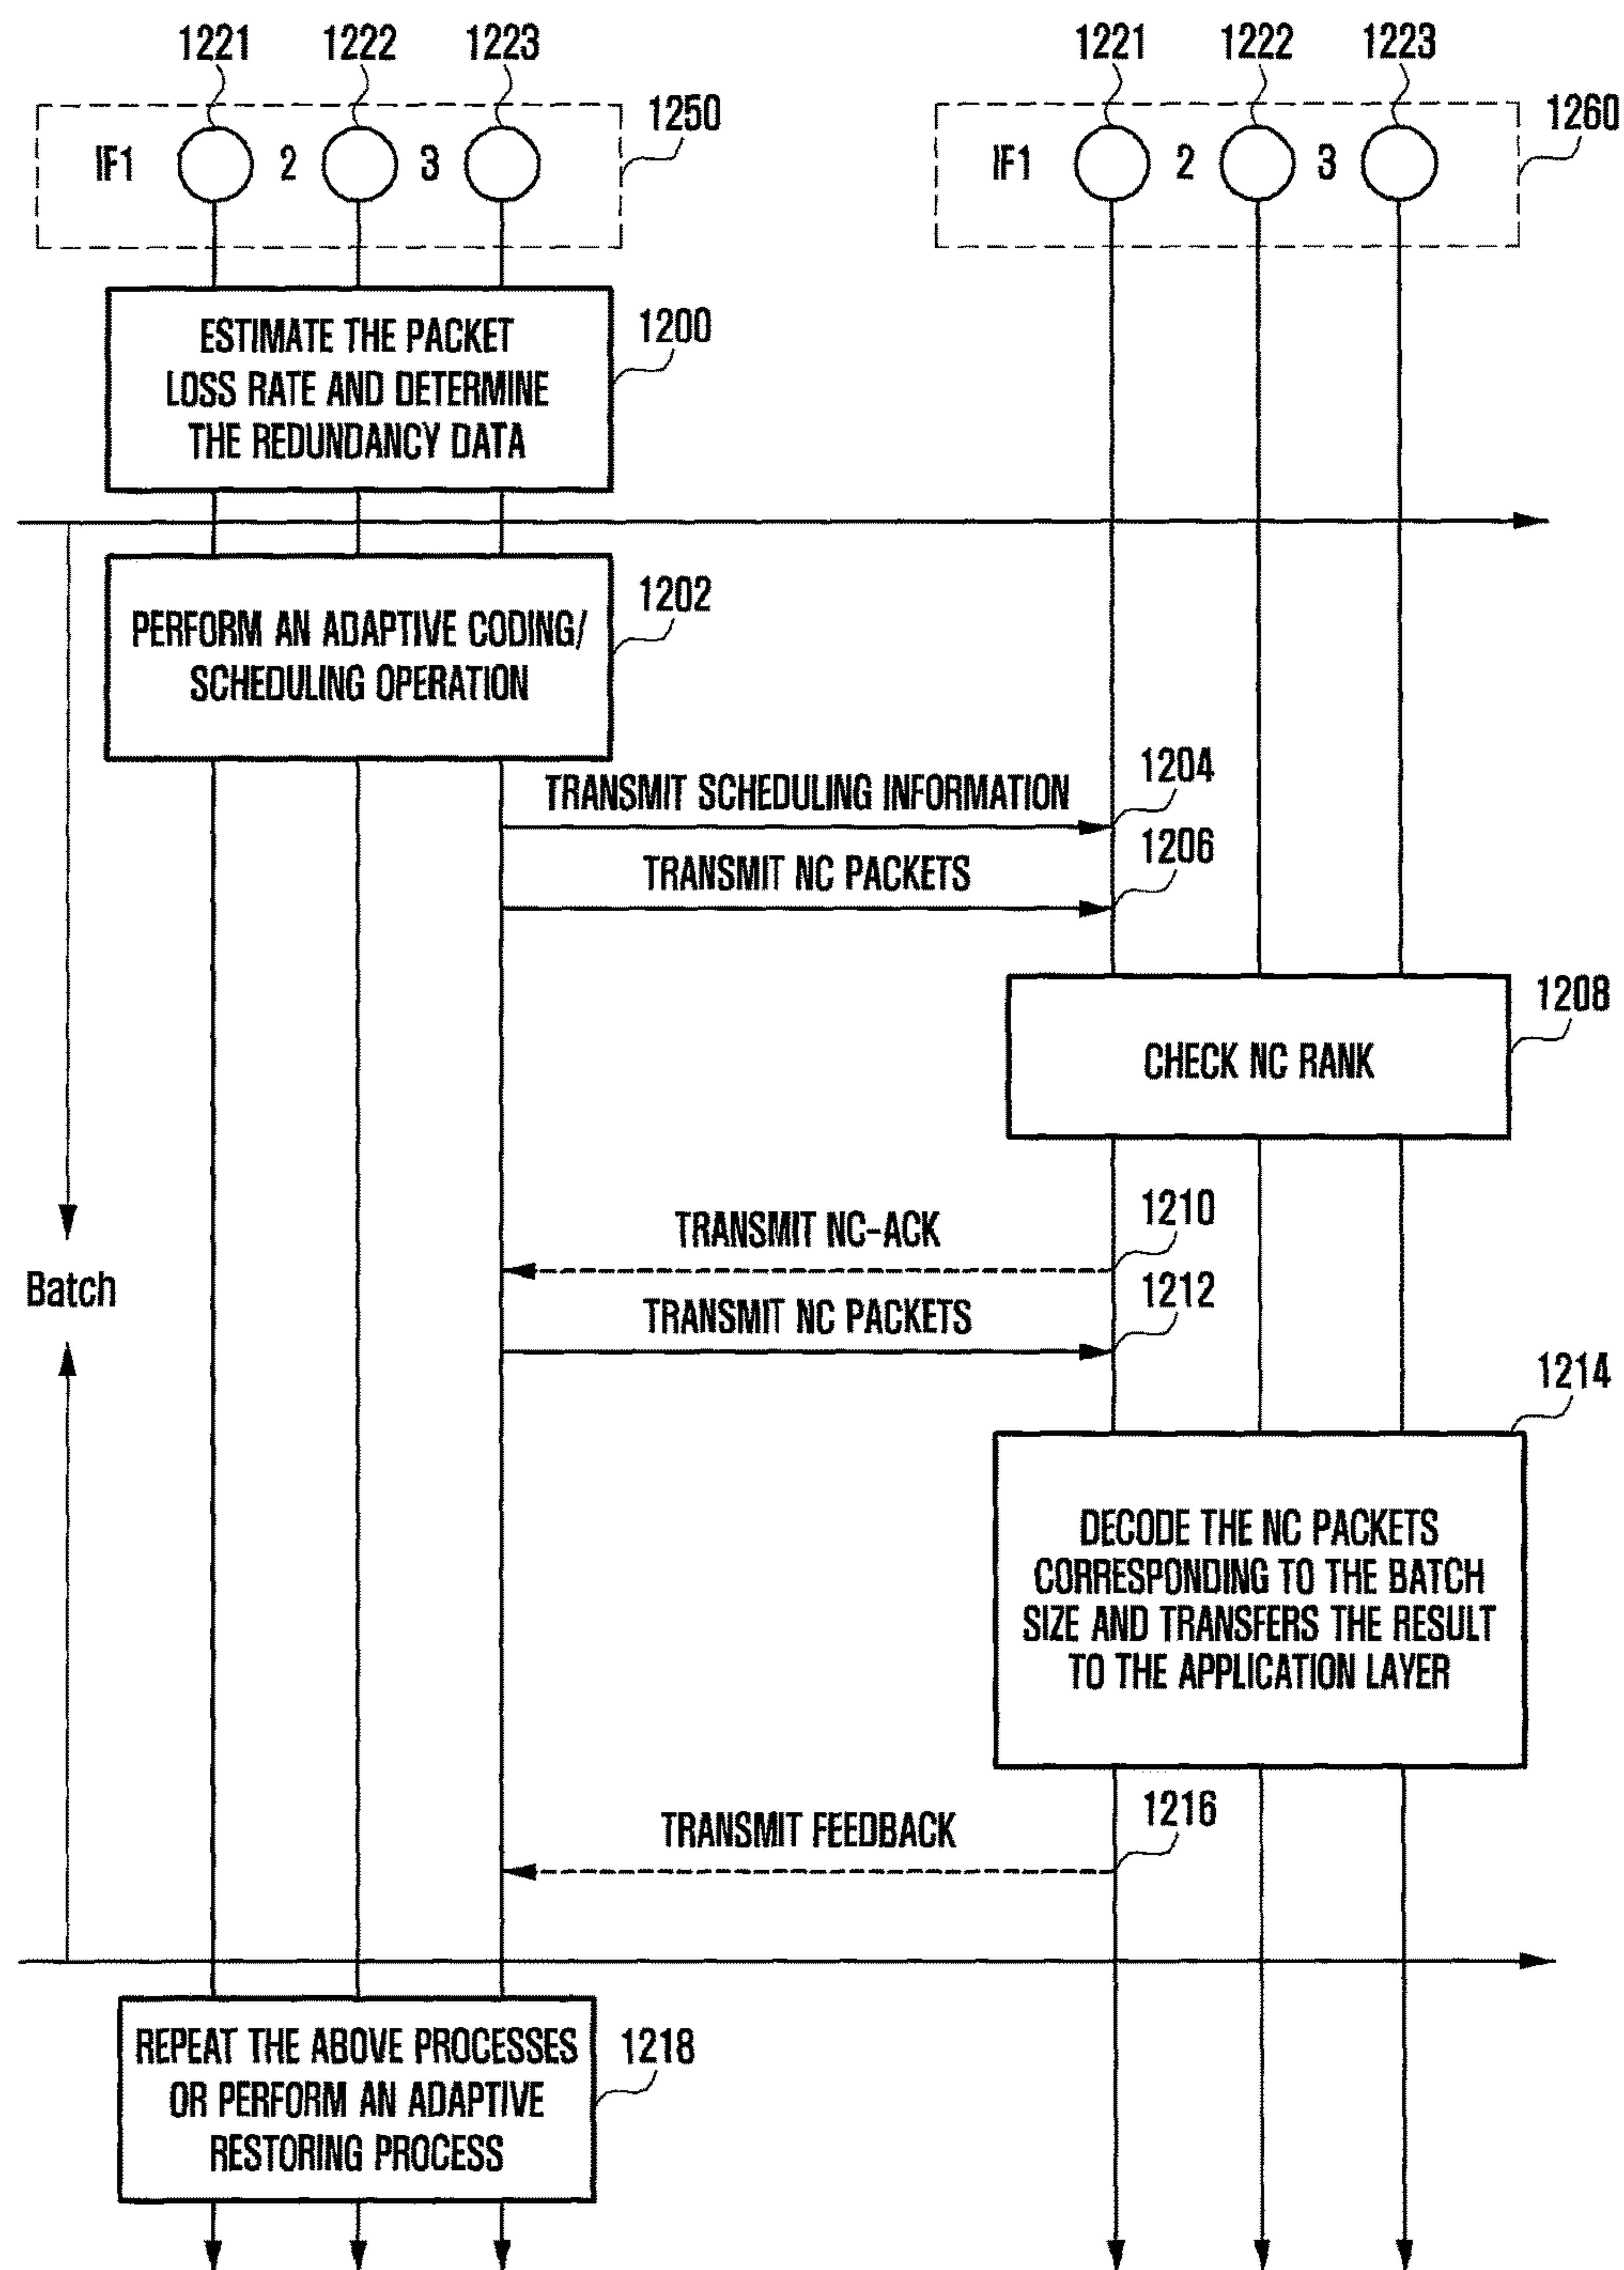 1221 1222 1223 1221 1222 1223
1250 1260
IF1 2 3 IF1 2 3
ESTIMATE THE PACKET
LOSS RATE AND DETERMINE
THE REDUNDANCY DATA
1200
PERFORM AN ADAPTIVE CODING/
SCHEDULING OPERATION
1202
TRANSMIT SCHEDULING INFORMATION
1204
TRANSMIT NC PACKETS
1206
CHECK NC RANK
1208
TRANSMIT NC-ACK
1210
Batch
TRANSMIT NC PACKETS
1212
1214
DECODE THE NC PACKETS
CORRESPONDING TO THE BATCH
SIZE AND TRANSFERS THE RESULT
TO THE APPLICATION LAYER
TRANSMIT FEEDBACK
1216
REPEAT THE ABOVE PROCESSES
OR PERFORM AN ADAPTIVE
RESTORING PROCESS
1218